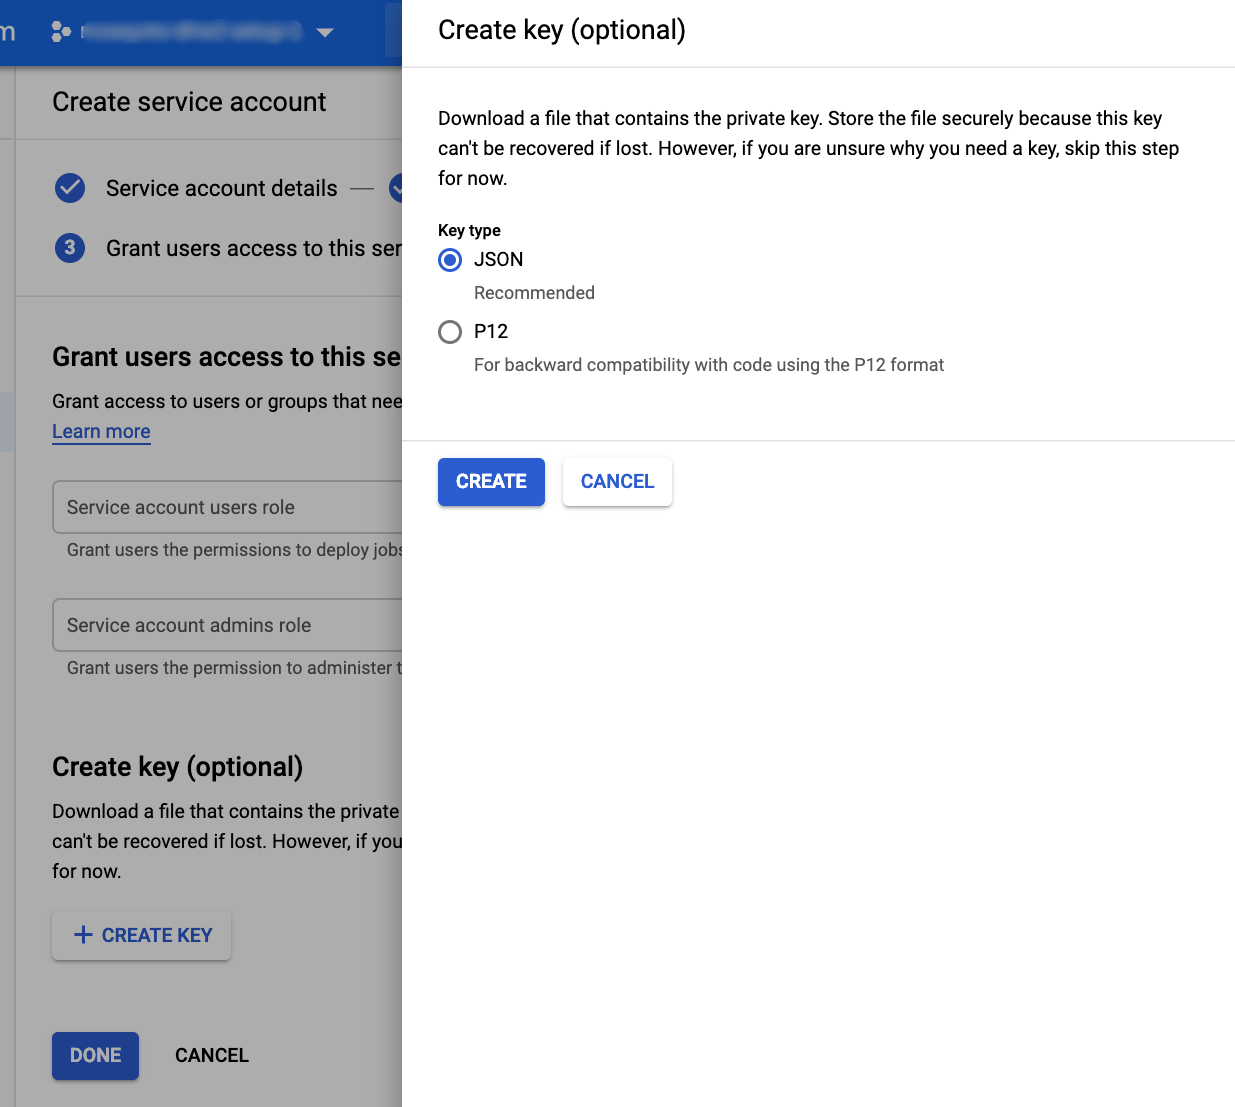 m
Create service account
Service account details
3
Grant users access to this ser
Grant users access to this se
Grant access to users or groups that nee
Learn more
Service account users role
Grant users the permissions to deploy jobs
Service account admins role
Grant users the permission to administer t
Create key (optional)
Download a file that contains the private
can't be recovered if lost. However, if you
for now.
CREATE KEY
DONE
CANCEL
Create key (optional)
Download a file that contains the private key. Store the file securely because this key
can't be recovered if lost. However, if you are unsure why you need a key, skip this step
for now.
Key type
JSON
Recommended
P12
For backward compatibility with code using the P12 format
CREATE
CANCEL